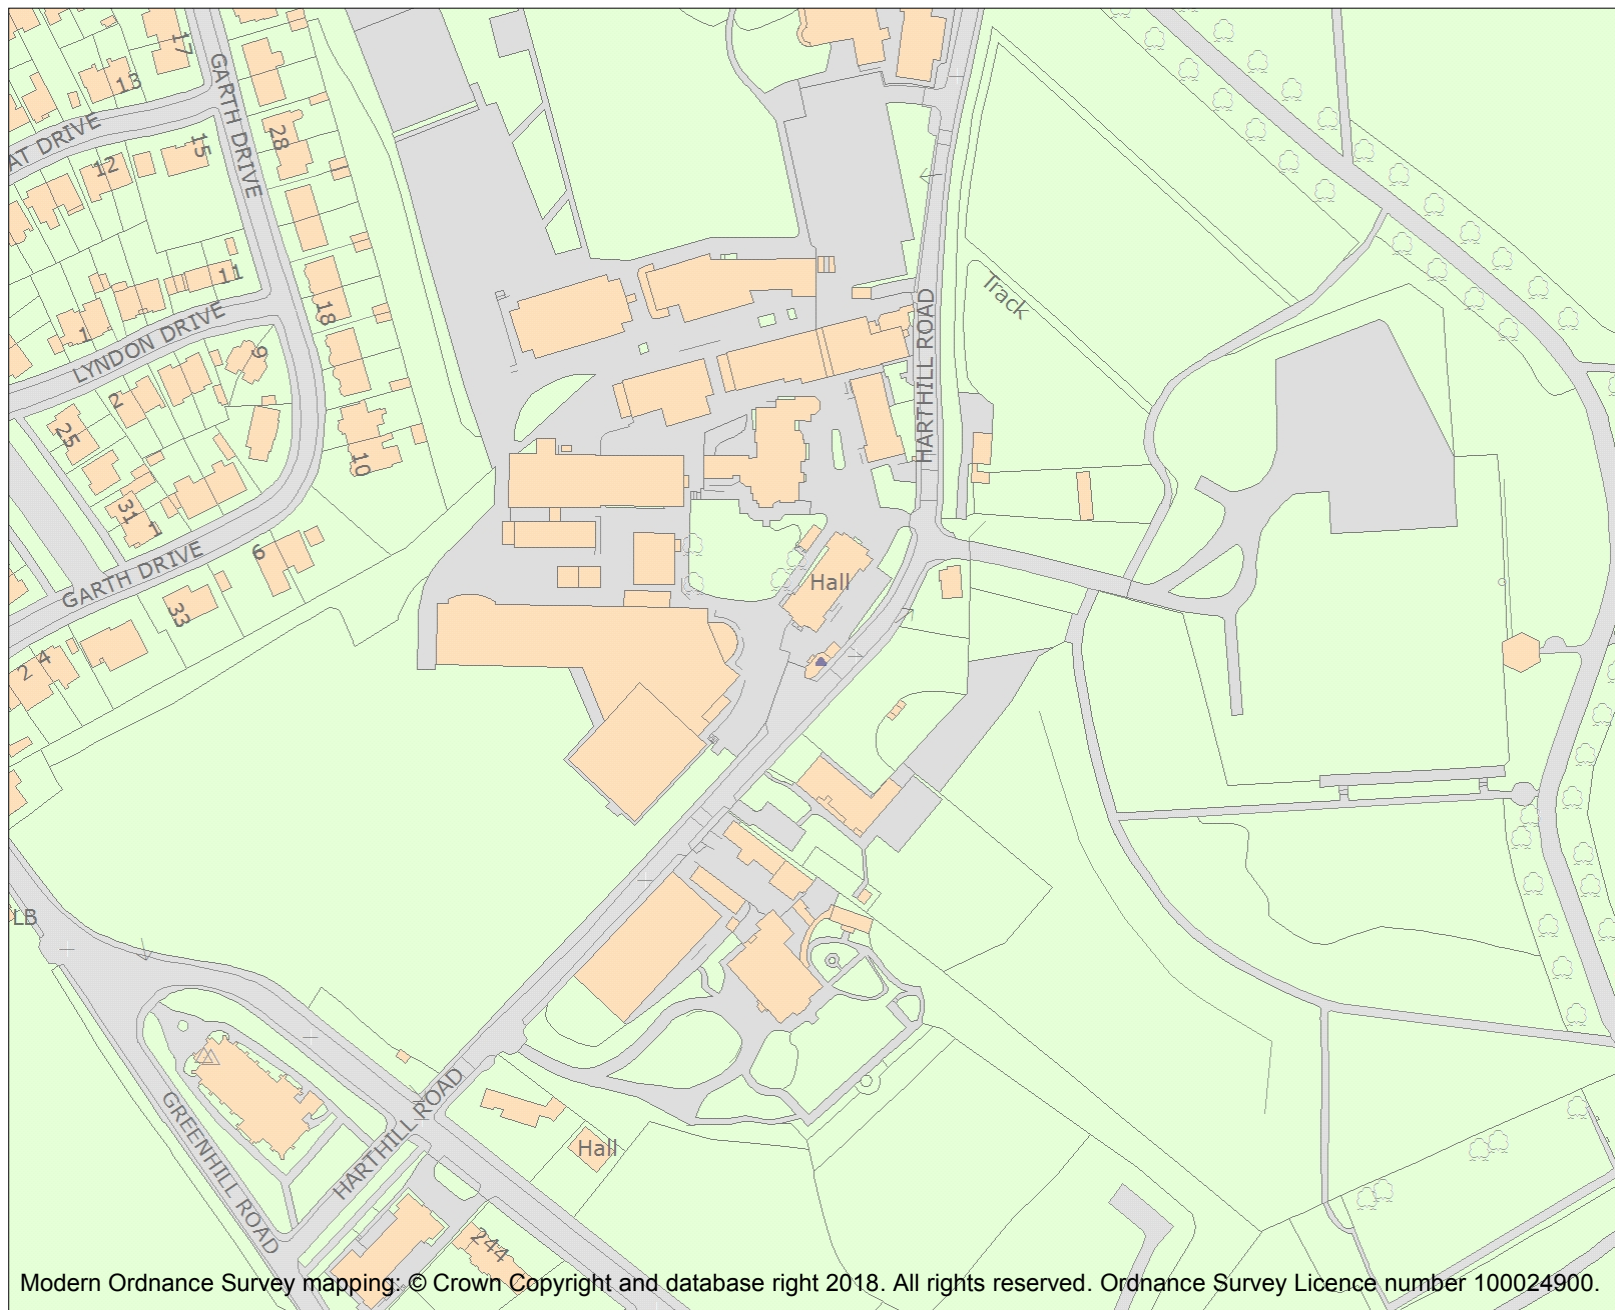 17
13
GARTH DRIVE
AT DRIVE
28
15
12
11
18
1
LYNDON DRIVE
9
2
25
10
31
1
6
GARTH DRIVE
33
2
4
Track
HARTHILL ROAD
Hall
LB
GREENHILL ROAD
HARTHILL ROAD
Hall
244
Modern Ordnance Survey mapping: © Crown Copyright and database right 2018. All rights reserved. Ordnance Survey Licence number 100024900.